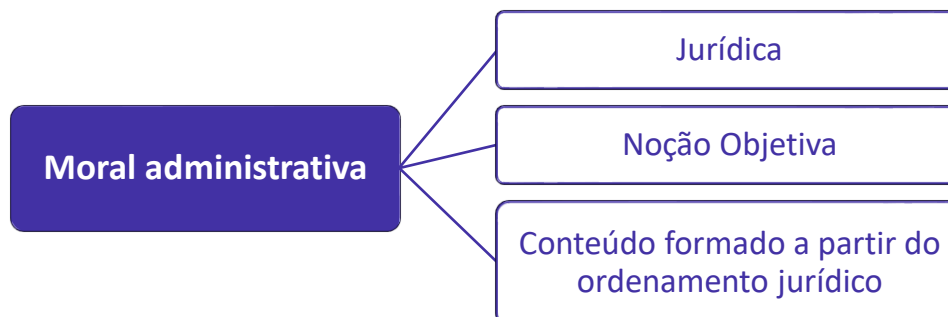 Moral administrativa
Jurídica
Noção Objetiva
Conteúdo formado a partir do
ordenamento jurídico